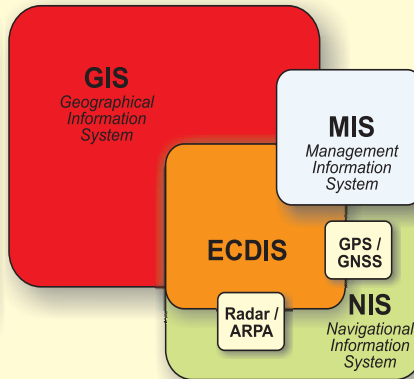 GIS
Geographical
Information
System
MIS
Management
Information
System
ECDIS
GPS /
GNSS
Radar /
ARPA
NIS
Navigational
Information
System